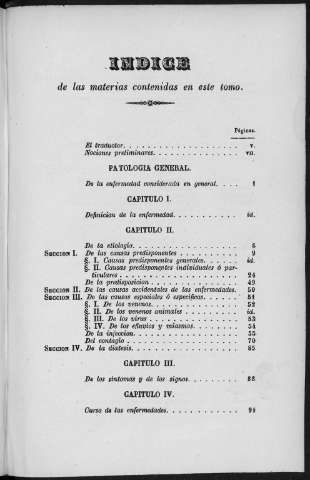 INDICE
de las materias contenidas en este tomo.
Páginas.
El traductor. . . . . . . . . . . . . . . . . . . v.
Nociones preliminares. . . . . . . . . . . . . . VII.
PATOLOGIA GENERAL.
De la enfermedad considerada en general. . . . 1
CAPITULO I.
Definicion de la enfermedad. . . . . . . . . . . id.
CAPITULO II.
De la etiología. . . . . . . . . . . . . . . . . 5
SECCION I. De las causas predisponentes . . . . . . . . . 9
§. I. Causas predisponentes generales. . . . . id.
§. II. Causas predisponentes individuales ó par-
ticulares . . . . . . . . . . . . . . . . . 24
De la predisposicion . . . . . . . . . . . . . 49
SECCION II. De las causas accidentales de las enfermedades. 50
SECCION III. De las causas especiales ó específicas. . . . . 51
§. I. De los venenos. . . . . . . . . . . . . . 52
§. II. De los venenos animales . . . . . . . . . id.
§. III. De los virus . . . . . . . . . . . . . . 53
§. IV. De los efluvios y miasmas. . . . . . . . 54
De la infeccion. . . . . . . . . . . . . . . . 55
Del contagio . . . . . . . . . . . . . . . . . 70
SECCION IV. De la diatesis. . . . . . . . . . . . . . . . 85
CAPITULO III.
De los síntomas y de los signos. . . . . . . . . 88
CAPITULO IV.
Curso de las enfermedades. . . . . . . . . . . . 91